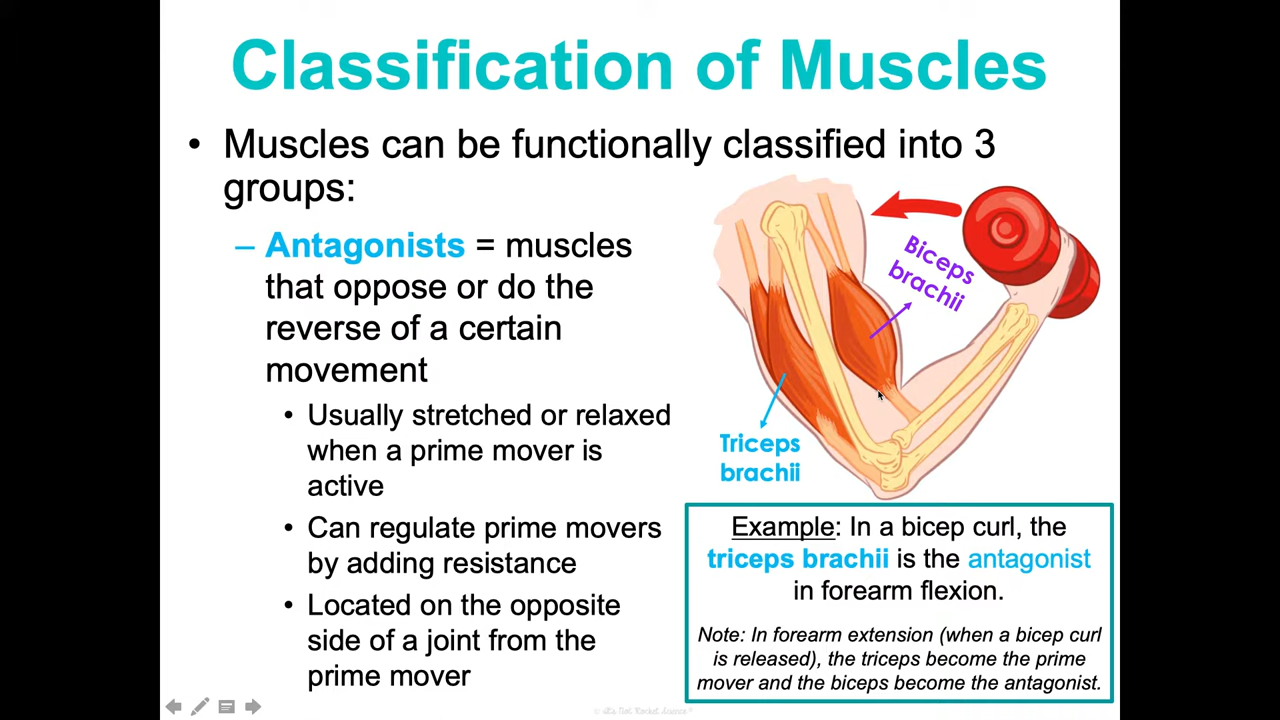 Classification of Muscles
• Muscles can be functionally classified into 3
groups:
– Antagonists = muscles
that oppose or do the
reverse of a certain
movement
• Usually stretched or relaxed
when a prime mover is
active
• Can regulate prime movers
by adding resistance
• Located on the opposite
side of a joint from the
prime mover
Biceps
brachii
Triceps
brachii
Example: In a bicep curl, the
triceps brachii is the antagonist
in forearm flexion.
Note: In forearm extension (when a bicep curl
is released), the triceps become the prime
mover and the biceps become the antagonist.